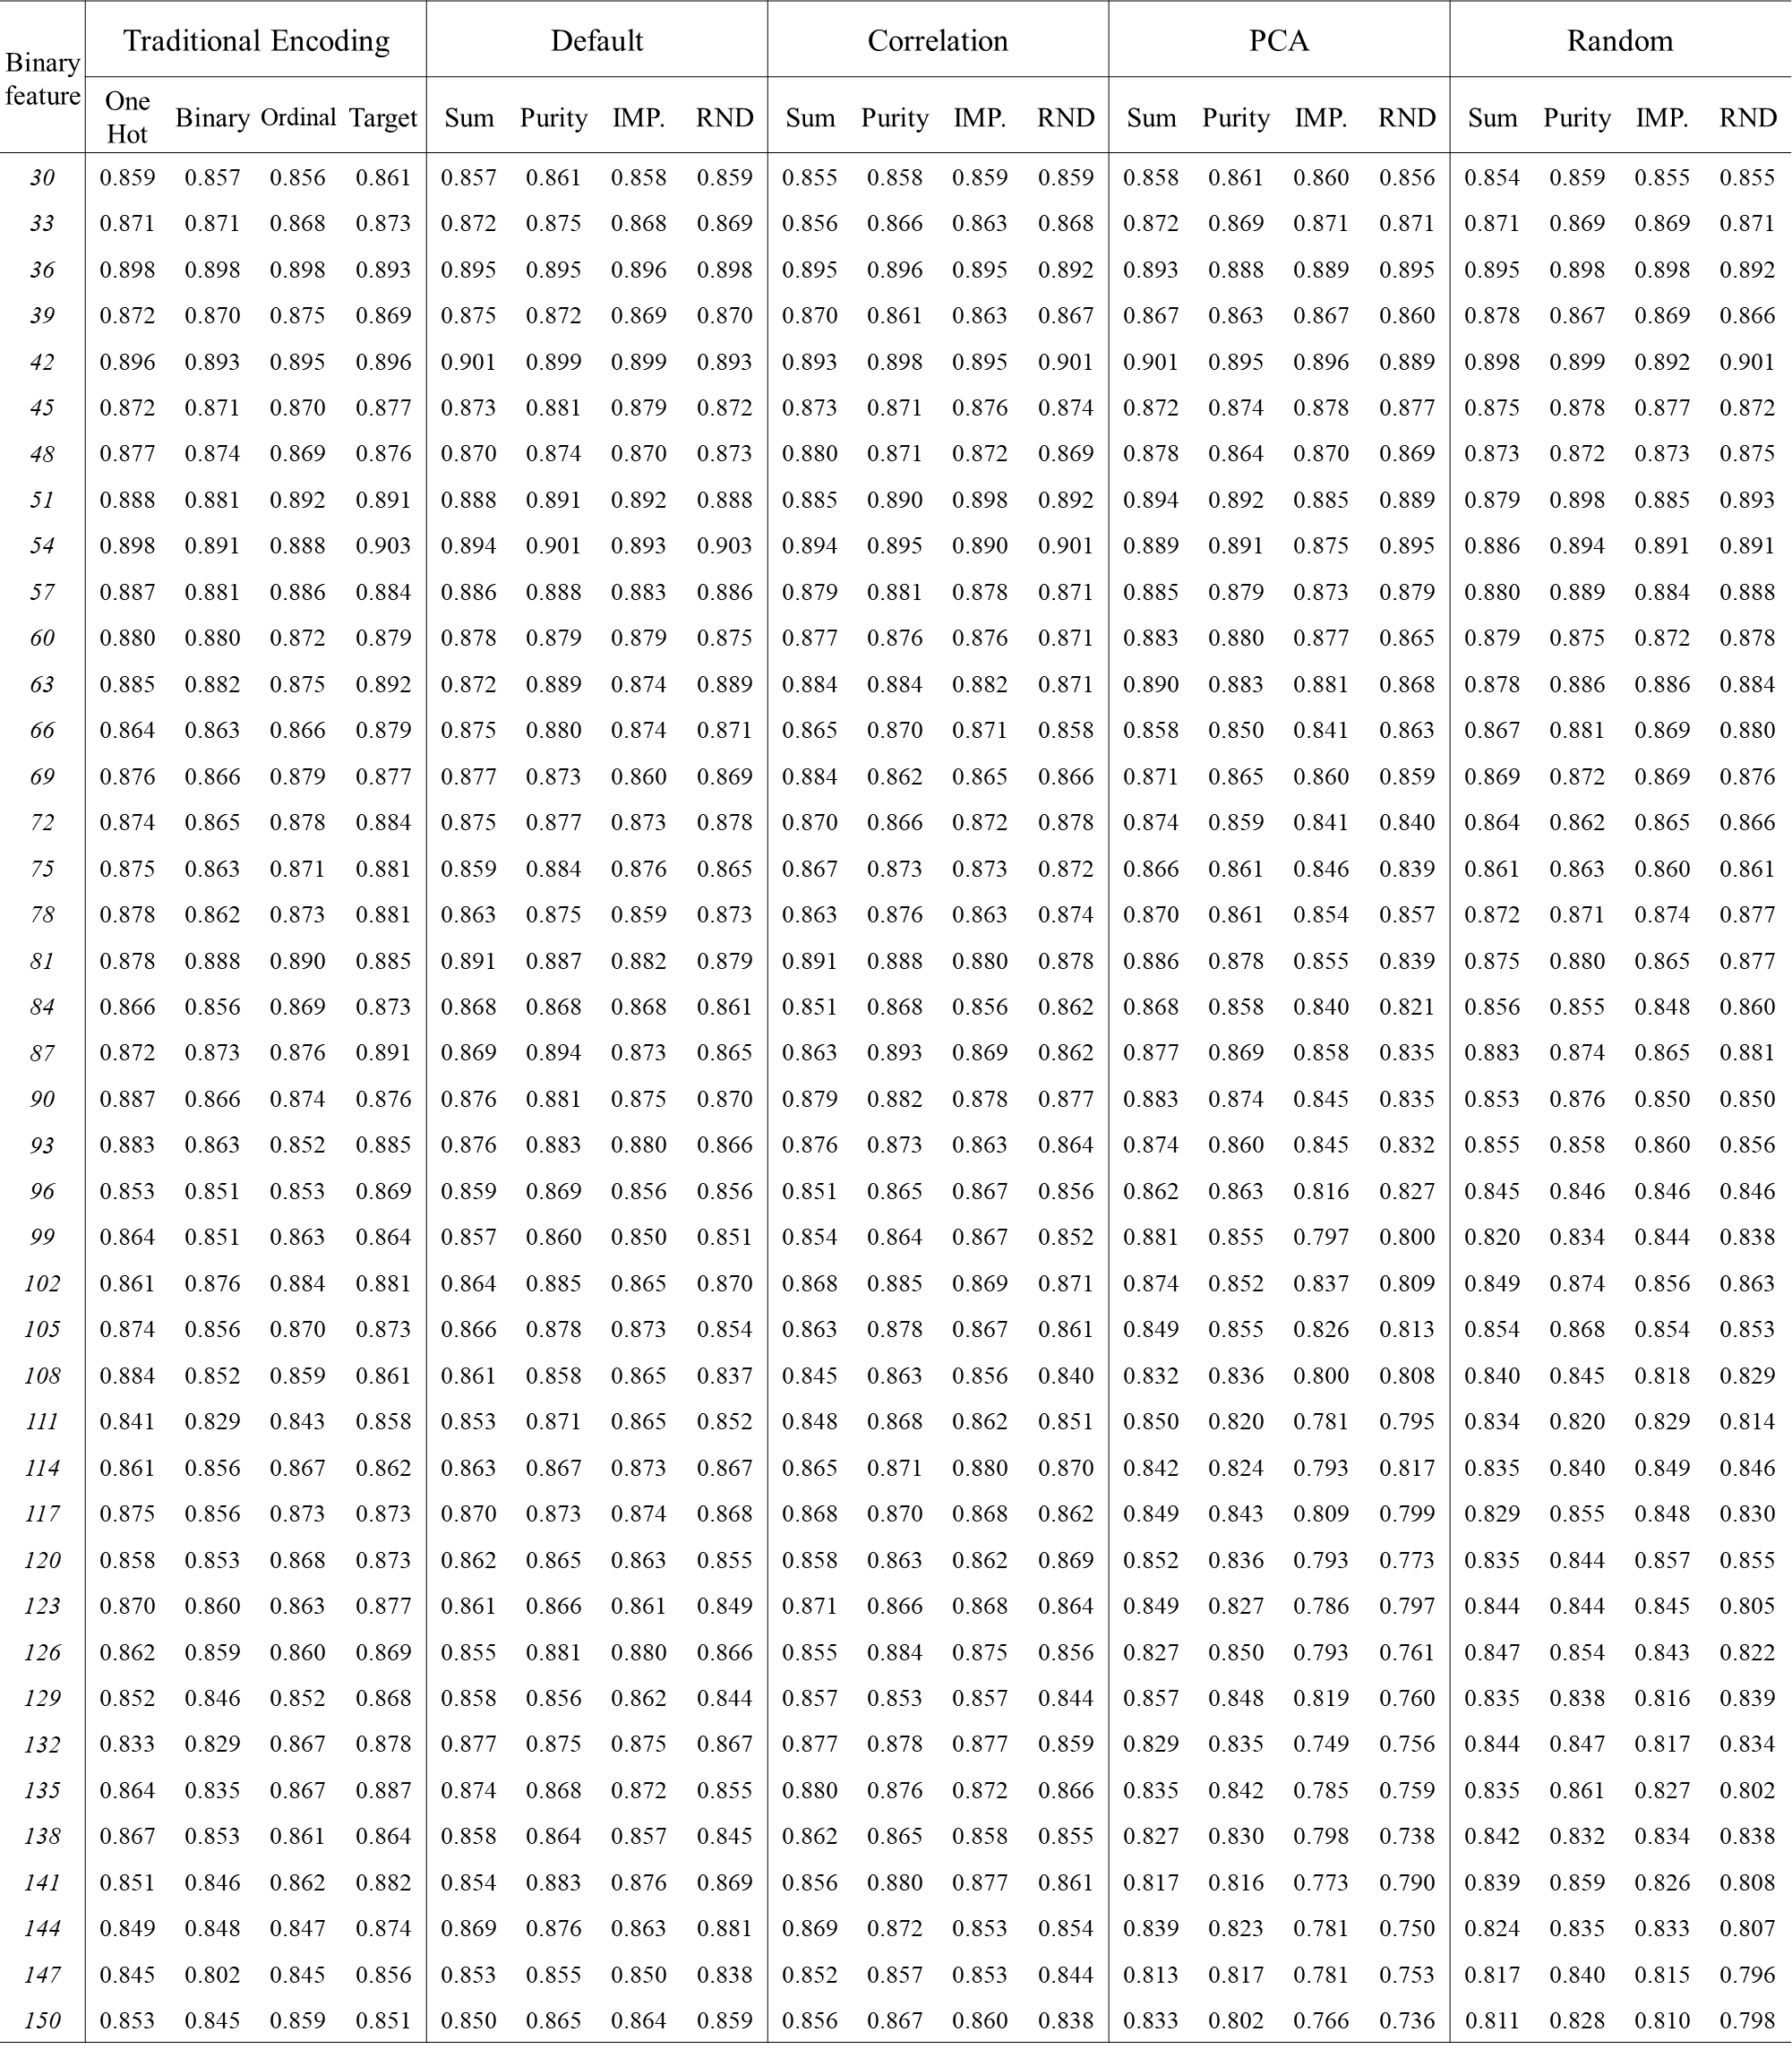 Binary feature Traditional Encoding Default Correlation PCA Random
One Hot Binary Ordinal Target Sum Purity IMP. RND Sum Purity IMP. RND Sum Purity IMP. RND Sum Purity IMP. RND
30 0.859 0.857 0.856 0.861 0.857 0.861 0.858 0.859 0.855 0.858 0.859 0.859 0.858 0.861 0.860 0.856 0.854 0.859 0.855 0.855
33 0.871 0.871 0.868 0.873 0.872 0.875 0.868 0.869 0.856 0.866 0.863 0.868 0.872 0.869 0.871 0.871 0.871 0.869 0.869 0.871
36 0.898 0.898 0.898 0.893 0.895 0.895 0.896 0.898 0.895 0.896 0.895 0.892 0.893 0.888 0.889 0.895 0.895 0.898 0.898 0.892
39 0.872 0.870 0.875 0.869 0.875 0.872 0.869 0.870 0.870 0.861 0.863 0.867 0.867 0.863 0.867 0.860 0.878 0.867 0.869 0.866
42 0.896 0.893 0.895 0.896 0.901 0.899 0.899 0.893 0.893 0.898 0.895 0.901 0.901 0.895 0.896 0.889 0.898 0.899 0.892 0.901
45 0.872 0.871 0.870 0.877 0.873 0.881 0.879 0.872 0.873 0.871 0.876 0.874 0.872 0.874 0.878 0.877 0.875 0.878 0.877 0.872
48 0.877 0.874 0.869 0.876 0.870 0.874 0.870 0.873 0.880 0.871 0.872 0.869 0.878 0.864 0.870 0.869 0.873 0.872 0.873 0.875
51 0.888 0.881 0.892 0.891 0.888 0.891 0.892 0.888 0.885 0.890 0.898 0.892 0.894 0.892 0.885 0.889 0.879 0.898 0.885 0.893
54 0.898 0.891 0.888 0.903 0.894 0.901 0.893 0.903 0.894 0.895 0.890 0.901 0.889 0.891 0.875 0.895 0.886 0.894 0.891 0.891
57 0.887 0.881 0.886 0.884 0.886 0.888 0.883 0.886 0.879 0.881 0.878 0.871 0.885 0.879 0.873 0.879 0.880 0.889 0.884 0.888
60 0.880 0.880 0.872 0.879 0.878 0.879 0.879 0.875 0.877 0.876 0.876 0.871 0.883 0.880 0.877 0.865 0.879 0.875 0.872 0.878
63 0.885 0.882 0.875 0.892 0.872 0.889 0.874 0.889 0.884 0.884 0.882 0.871 0.890 0.883 0.881 0.868 0.878 0.886 0.886 0.884
66 0.864 0.863 0.866 0.879 0.875 0.880 0.874 0.871 0.865 0.870 0.871 0.858 0.858 0.850 0.841 0.863 0.867 0.881 0.869 0.880
69 0.876 0.866 0.879 0.877 0.877 0.873 0.860 0.869 0.884 0.862 0.865 0.866 0.871 0.865 0.860 0.859 0.869 0.872 0.869 0.876
72 0.874 0.865 0.878 0.884 0.875 0.877 0.873 0.878 0.870 0.866 0.872 0.878 0.874 0.859 0.841 0.840 0.864 0.862 0.865 0.866
75 0.875 0.863 0.871 0.881 0.859 0.884 0.876 0.865 0.867 0.873 0.873 0.872 0.866 0.861 0.846 0.839 0.861 0.863 0.860 0.861
78 0.878 0.862 0.873 0.881 0.863 0.875 0.859 0.873 0.863 0.876 0.863 0.874 0.870 0.861 0.854 0.857 0.872 0.871 0.874 0.877
81 0.878 0.888 0.890 0.885 0.891 0.887 0.882 0.879 0.891 0.888 0.880 0.878 0.886 0.878 0.855 0.839 0.875 0.880 0.865 0.877
84 0.866 0.856 0.869 0.873 0.868 0.868 0.868 0.861 0.851 0.868 0.856 0.862 0.868 0.858 0.840 0.821 0.856 0.855 0.848 0.860
87 0.872 0.873 0.876 0.891 0.869 0.894 0.873 0.865 0.863 0.893 0.869 0.862 0.877 0.869 0.858 0.835 0.883 0.874 0.865 0.881
90 0.887 0.866 0.874 0.876 0.876 0.881 0.875 0.870 0.879 0.882 0.878 0.877 0.883 0.874 0.845 0.835 0.853 0.876 0.850 0.850
93 0.883 0.863 0.852 0.885 0.876 0.883 0.880 0.866 0.876 0.873 0.863 0.864 0.874 0.860 0.845 0.832 0.855 0.858 0.860 0.856
96 0.853 0.851 0.853 0.869 0.859 0.869 0.856 0.856 0.851 0.865 0.867 0.856 0.862 0.863 0.816 0.827 0.845 0.846 0.846 0.846
99 0.864 0.851 0.863 0.864 0.857 0.860 0.850 0.851 0.854 0.864 0.867 0.852 0.881 0.855 0.797 0.800 0.820 0.834 0.844 0.838
102 0.861 0.876 0.884 0.881 0.864 0.885 0.865 0.870 0.868 0.885 0.869 0.871 0.874 0.852 0.837 0.809 0.849 0.874 0.856 0.863
105 0.874 0.856 0.870 0.873 0.866 0.878 0.873 0.854 0.863 0.878 0.867 0.861 0.849 0.855 0.826 0.813 0.854 0.868 0.854 0.853
108 0.884 0.852 0.859 0.861 0.861 0.858 0.865 0.837 0.845 0.863 0.856 0.840 0.832 0.836 0.800 0.808 0.840 0.845 0.818 0.829
111 0.841 0.829 0.843 0.858 0.853 0.871 0.865 0.852 0.848 0.868 0.862 0.851 0.850 0.820 0.781 0.795 0.834 0.820 0.829 0.814
114 0.861 0.856 0.867 0.862 0.863 0.867 0.873 0.867 0.865 0.871 0.880 0.870 0.842 0.824 0.793 0.817 0.835 0.840 0.849 0.846
117 0.875 0.856 0.873 0.873 0.870 0.873 0.874 0.868 0.868 0.870 0.868 0.862 0.849 0.843 0.809 0.799 0.829 0.855 0.848 0.830
120 0.858 0.853 0.868 0.873 0.862 0.865 0.863 0.855 0.858 0.863 0.862 0.869 0.852 0.836 0.793 0.773 0.835 0.844 0.857 0.855
123 0.870 0.860 0.863 0.877 0.861 0.866 0.861 0.849 0.871 0.866 0.868 0.864 0.849 0.827 0.786 0.797 0.844 0.844 0.845 0.805
126 0.862 0.859 0.860 0.869 0.855 0.881 0.880 0.866 0.855 0.884 0.875 0.856 0.827 0.850 0.793 0.761 0.847 0.854 0.843 0.822
129 0.852 0.846 0.852 0.868 0.858 0.856 0.862 0.844 0.857 0.853 0.857 0.844 0.857 0.848 0.819 0.760 0.835 0.838 0.816 0.839
132 0.833 0.829 0.867 0.878 0.877 0.875 0.875 0.867 0.877 0.878 0.877 0.859 0.829 0.835 0.749 0.756 0.844 0.847 0.817 0.834
135 0.864 0.835 0.867 0.887 0.874 0.868 0.872 0.855 0.880 0.876 0.872 0.866 0.835 0.842 0.785 0.759 0.835 0.861 0.827 0.802
138 0.867 0.853 0.861 0.864 0.858 0.864 0.857 0.845 0.862 0.865 0.858 0.855 0.827 0.830 0.798 0.738 0.842 0.832 0.834 0.838
141 0.851 0.846 0.862 0.882 0.854 0.883 0.876 0.869 0.856 0.880 0.877 0.861 0.817 0.816 0.773 0.790 0.839 0.859 0.826 0.808
144 0.849 0.848 0.847 0.874 0.869 0.876 0.863 0.881 0.869 0.872 0.853 0.854 0.839 0.823 0.781 0.750 0.824 0.835 0.833 0.807
147 0.845 0.802 0.845 0.856 0.853 0.855 0.850 0.838 0.852 0.857 0.853 0.844 0.813 0.817 0.781 0.753 0.817 0.840 0.815 0.796
150 0.853 0.845 0.859 0.851 0.850 0.865 0.864 0.859 0.856 0.867 0.860 0.838 0.833 0.802 0.766 0.736 0.811 0.828 0.810 0.798